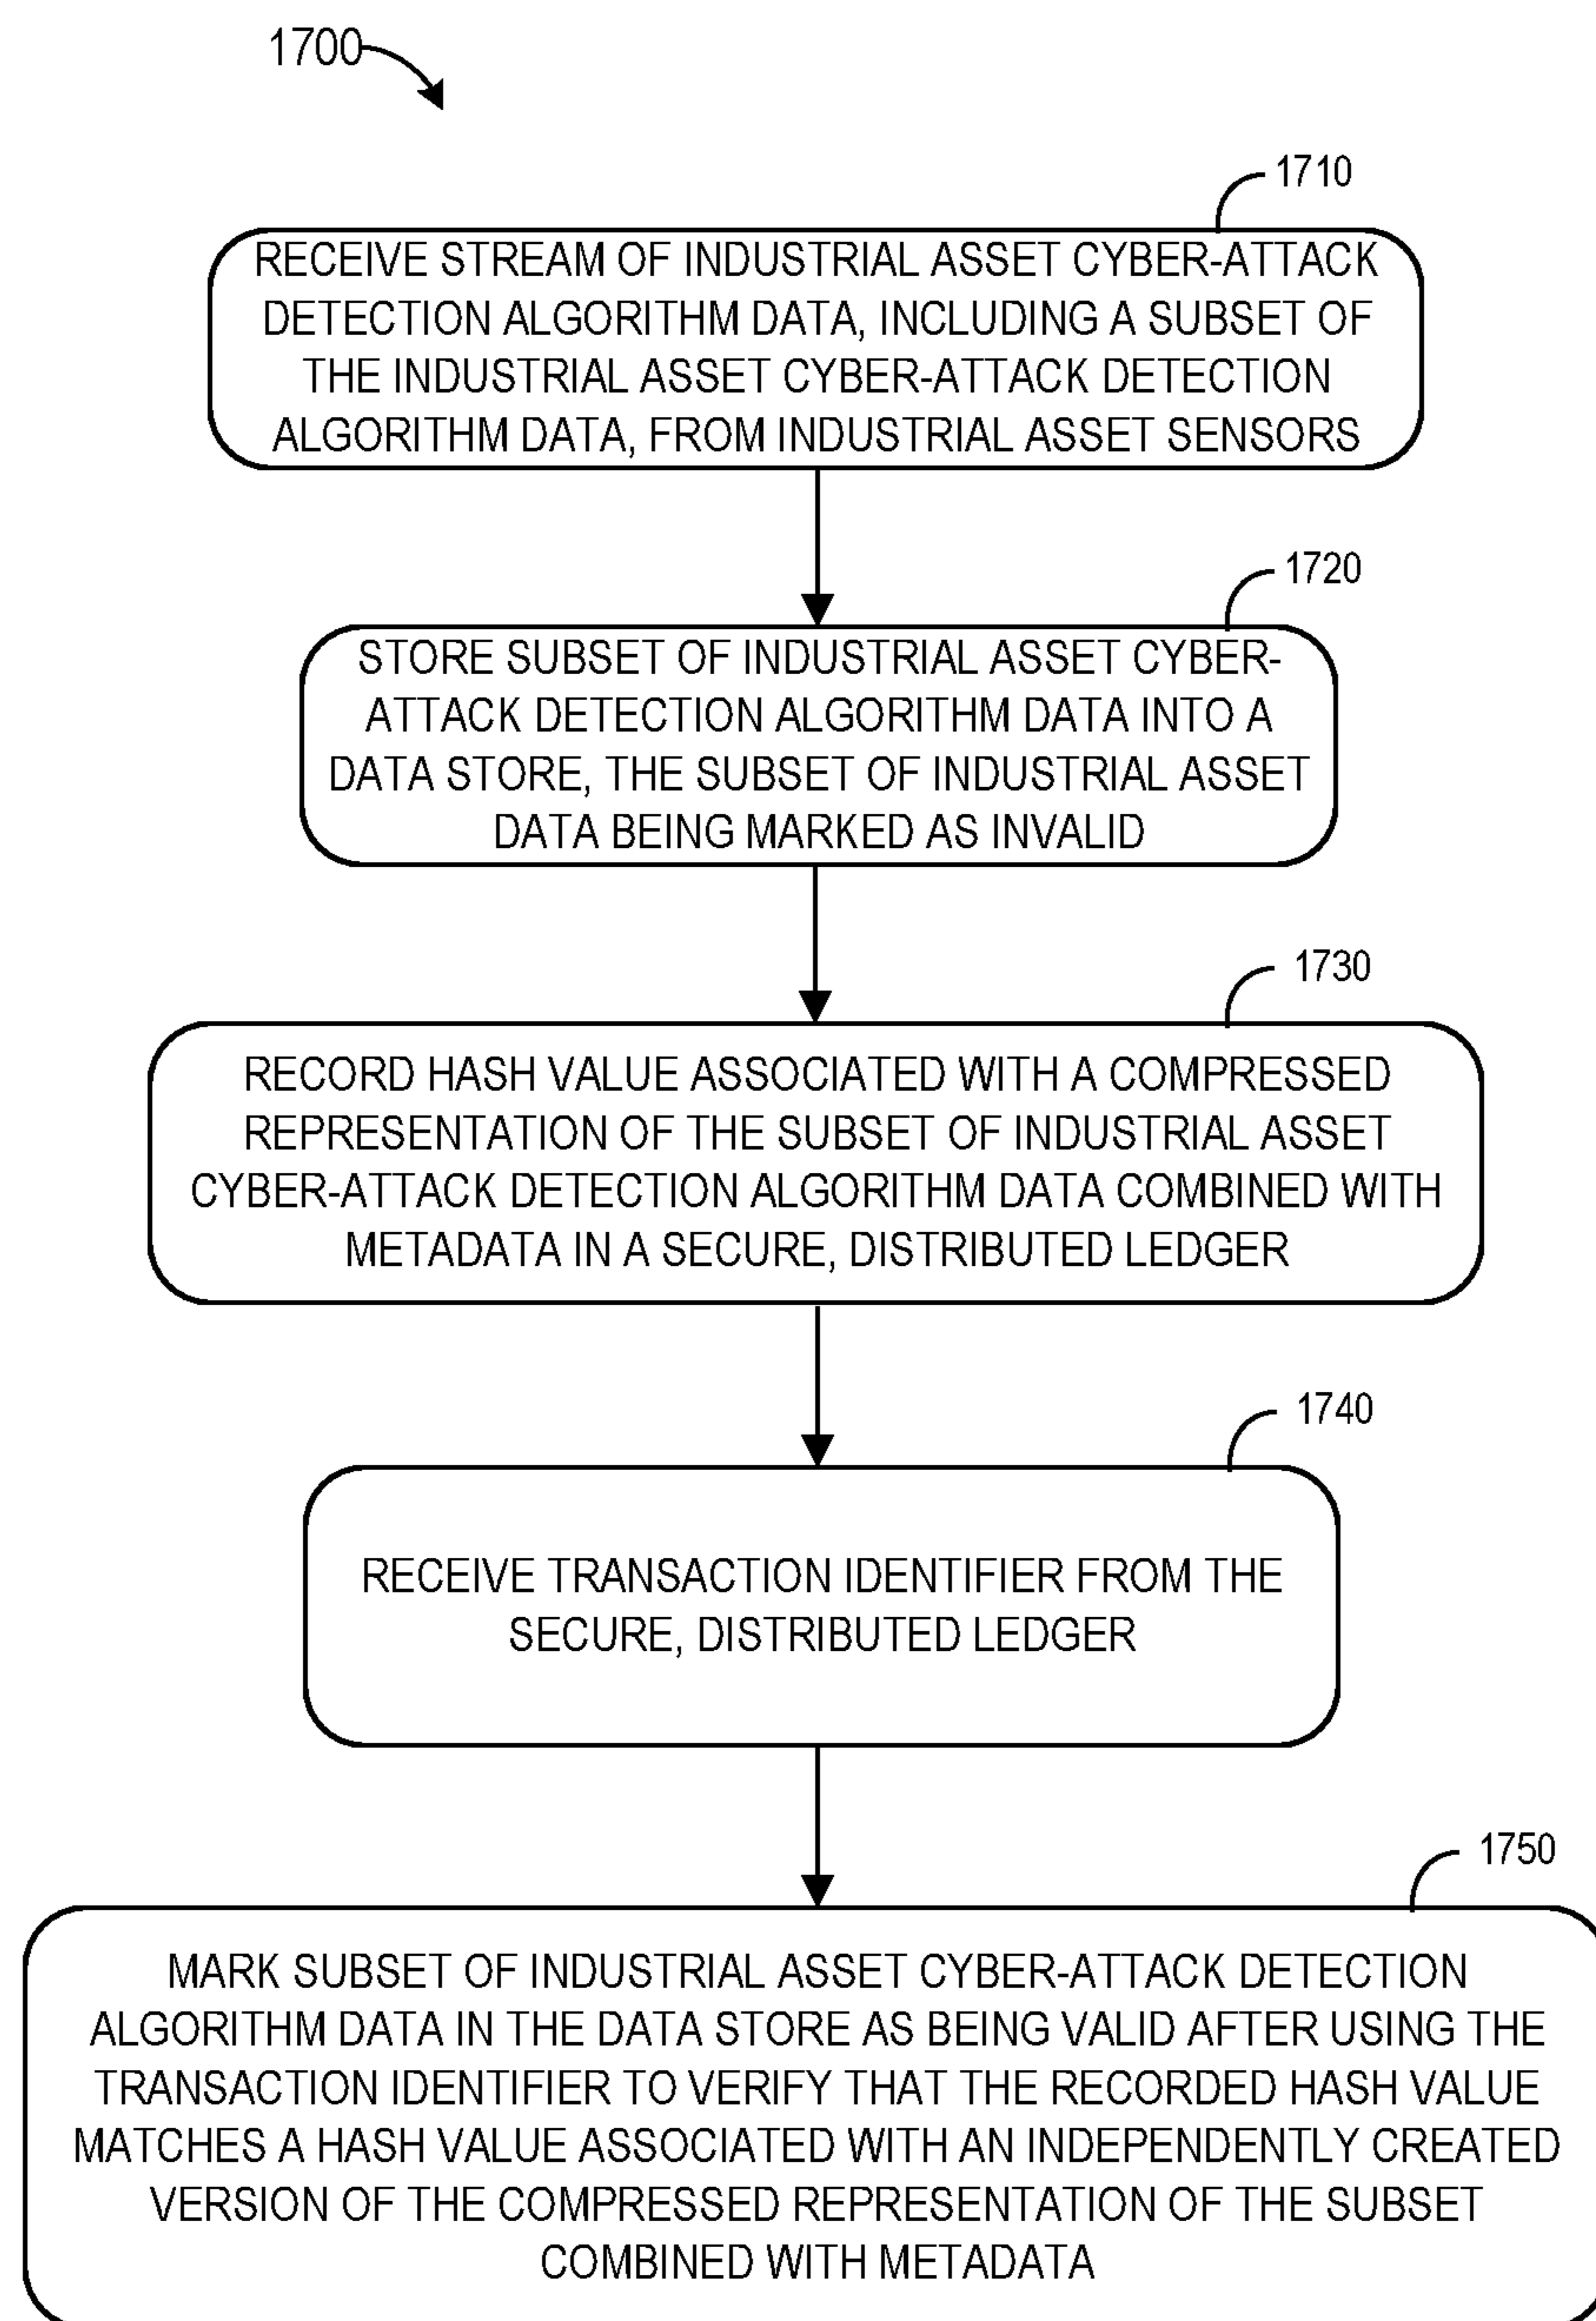 1700
1710
RECEIVE STREAM OF INDUSTRIAL ASSET CYBER-ATTACK
DETECTION ALGORITHM DATA, INCLUDING A SUBSET OF
THE INDUSTRIAL ASSET CYBER-ATTACK DETECTION
ALGORITHM DATA, FROM INDUSTRIAL ASSET SENSORS
1720
STORE SUBSET OF INDUSTRIAL ASSET CYBER-
ATTACK DETECTION ALGORITHM DATA INTO A
DATA STORE, THE SUBSET OF INDUSTRIAL ASSET
DATA BEING MARKED AS INVALID
1730
RECORD HASH VALUE ASSOCIATED WITH A COMPRESSED
REPRESENTATION OF THE SUBSET OF INDUSTRIAL ASSET
CYBER-ATTACK DETECTION ALGORITHM DATA COMBINED WITH
METADATA IN A SECURE, DISTRIBUTED LEDGER
1740
RECEIVE TRANSACTION IDENTIFIER FROM THE
SECURE, DISTRIBUTED LEDGER
1750
MARK SUBSET OF INDUSTRIAL ASSET CYBER-ATTACK DETECTION
ALGORITHM DATA IN THE DATA STORE AS BEING VALID AFTER USING THE
TRANSACTION IDENTIFIER TO VERIFY THAT THE RECORDED HASH VALUE
MATCHES A HASH VALUE ASSOCIATED WITH AN INDEPENDENTLY CREATED
VERSION OF THE COMPRESSED REPRESENTATION OF THE SUBSET
COMBINED WITH METADATA